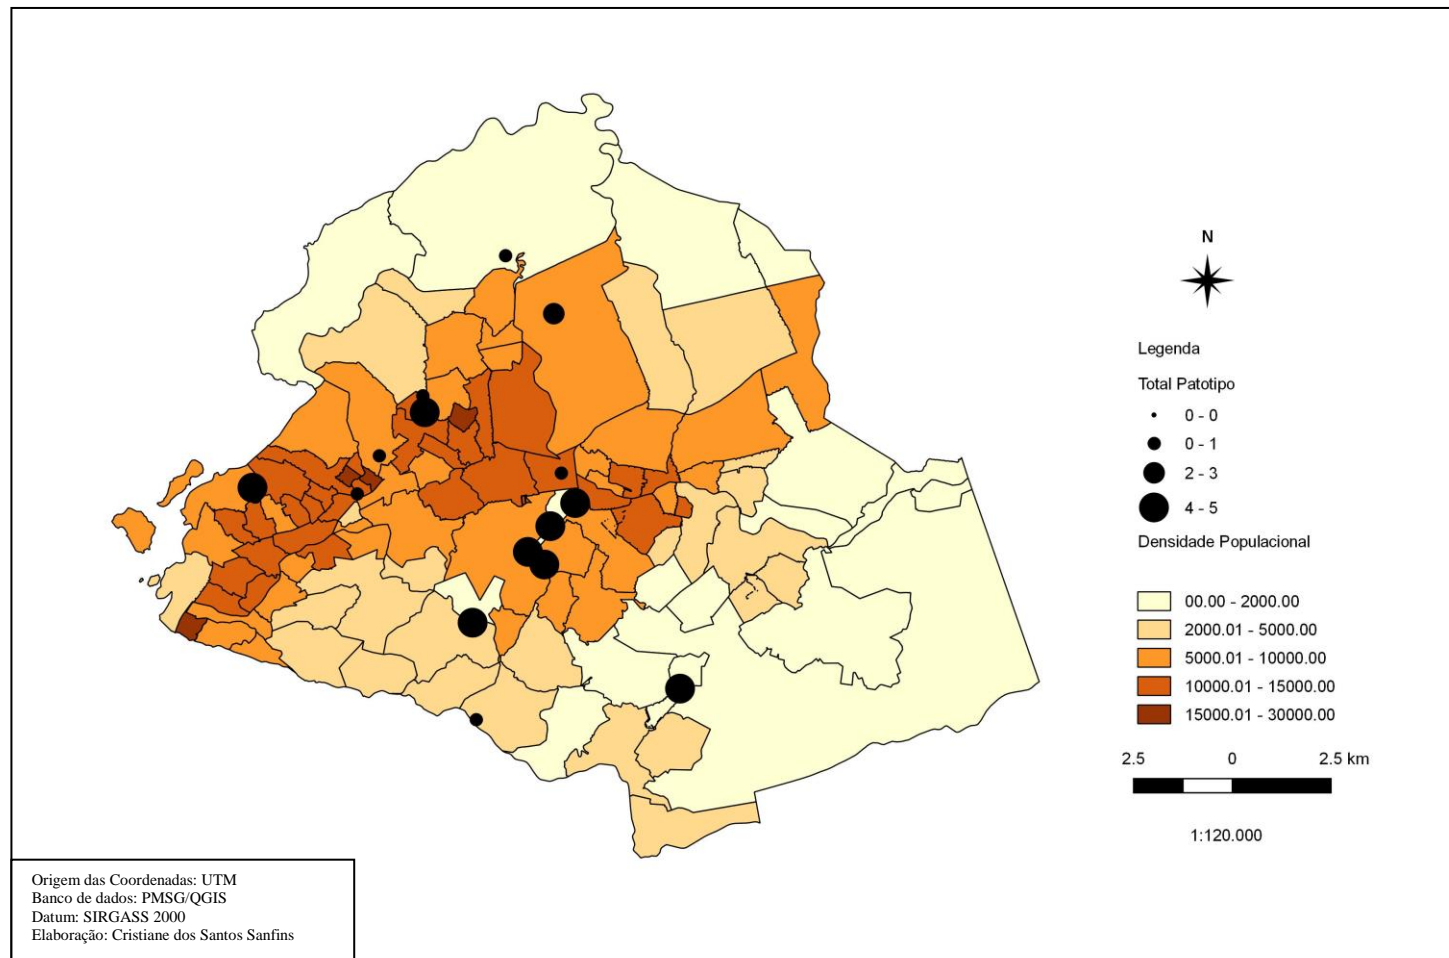 N
Legenda
Total Patotipo
0 - 0
0 - 1
2 - 3
4 - 5
Densidade Populacional
00.00 - 2000.00
2000.01 - 5000.00
5000.01 - 10000.00
10000.01 - 15000.00
15000.01 - 30000.00
2.5 0 2.5 km
1:120.000
Origem das Coordenadas: UTM
Banco de dados: PMSG/QGIS
Datum: SIRGASS 2000
Elaboração: Cristiane dos Santos Sanfins